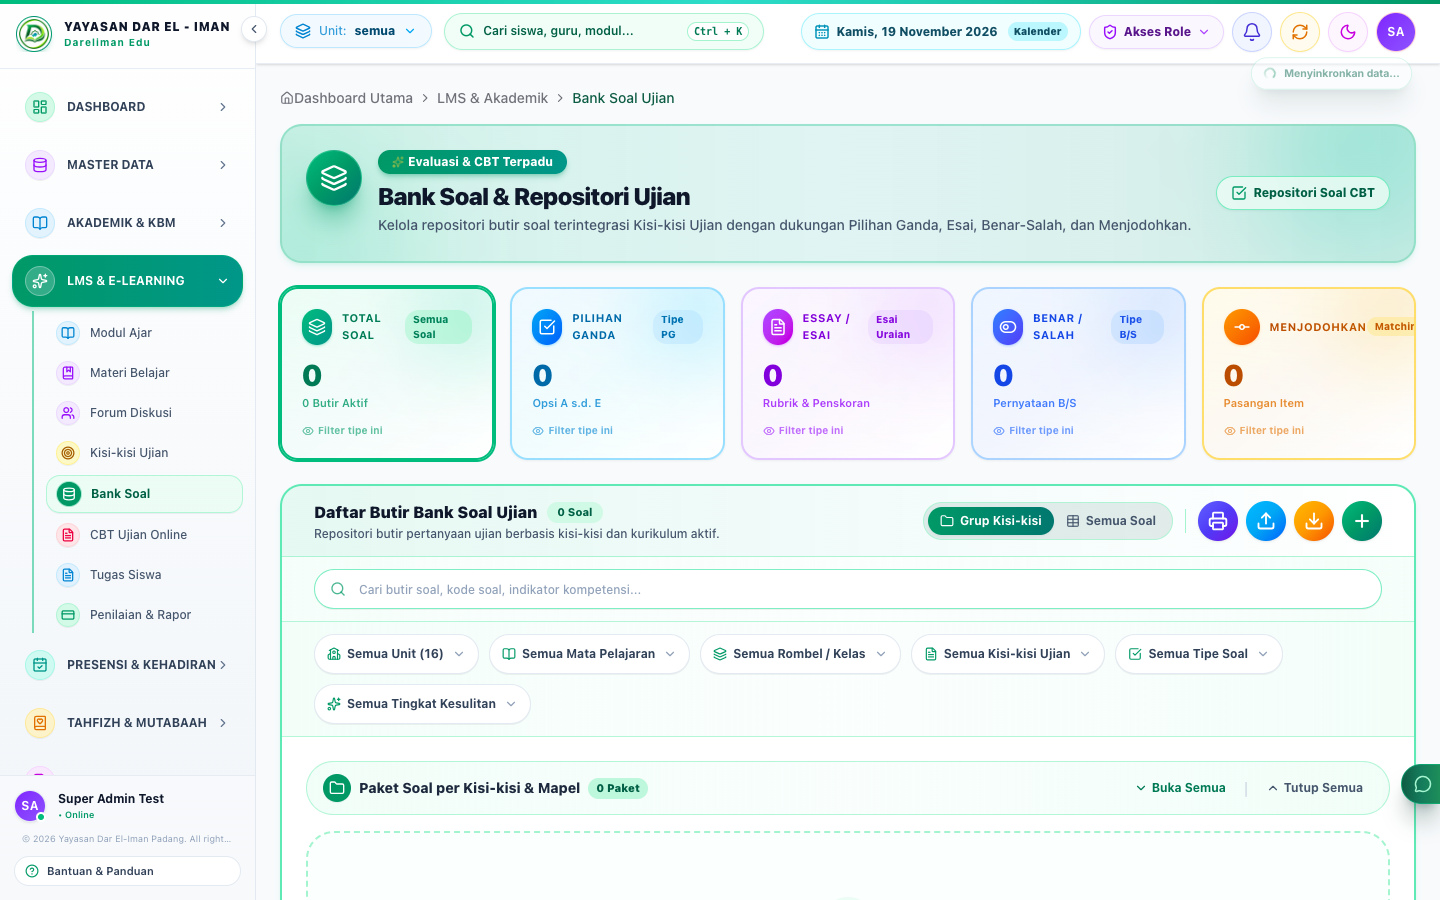 YAYASAN DAR EL - IMAN
Dareliman Edu
Unit: semua
Cari siswa, guru, modul...
Ctrl + K
Kamis, 19 November 2026
Kalender
Akses Role
SA
Menyinkronkan data...
DASHBOARD
MASTER DATA
AKADEMIK & KBM
LMS & E-LEARNING
Modul Ajar
Materi Belajar
Forum Diskusi
Kisi-kisi Ujian
Bank Soal
CBT Ujian Online
Tugas Siswa
Penilaian & Rapor
PRESENSI & KEHADIRAN
TAHFIZH & MUTABAAH
SA
Super Admin Test
• Online
© 2026 Yayasan Dar El-Iman Padang. All right...
Bantuan & Panduan
Dashboard Utama > LMS & Akademik > Bank Soal Ujian
Evaluasi & CBT Terpadu
Bank Soal & Repositori Ujian
Kelola repositori butir soal terintegrasi Kisi-kisi Ujian dengan dukungan Pilihan Ganda, Esai, Benar-Salah, dan Menjodohkan.
Repositori Soal CBT
TOTAL SOAL
Semua Soal
0
0 Butir Aktif
Filter tipe ini
PILIHAN GANDA
Tipe PG
0
Opsi A s.d. E
Filter tipe ini
ESSAY / ESAI
Esai Uraian
0
Rubrik & Penskoran
Filter tipe ini
BENAR / SALAH
Tipe B/S
0
Pernyataan B/S
Filter tipe ini
MENJODOHKAN
0
Pasangan Item
Filter tipe ini
Daftar Butir Bank Soal Ujian
0 Soal
Repositori butir pertanyaan ujian berbasis kisi-kisi dan kurikulum aktif.
Grup Kisi-kisi
Semua Soal
Cari butir soal, kode soal, indikator kompetensi...
Semua Unit (16)
Semua Mata Pelajaran
Semua Rombel / Kelas
Semua Kisi-kisi Ujian
Semua Tipe Soal
Semua Tingkat Kesulitan
Paket Soal per Kisi-kisi & Mapel
0 Paket
Buka Semua
Tutup Semua